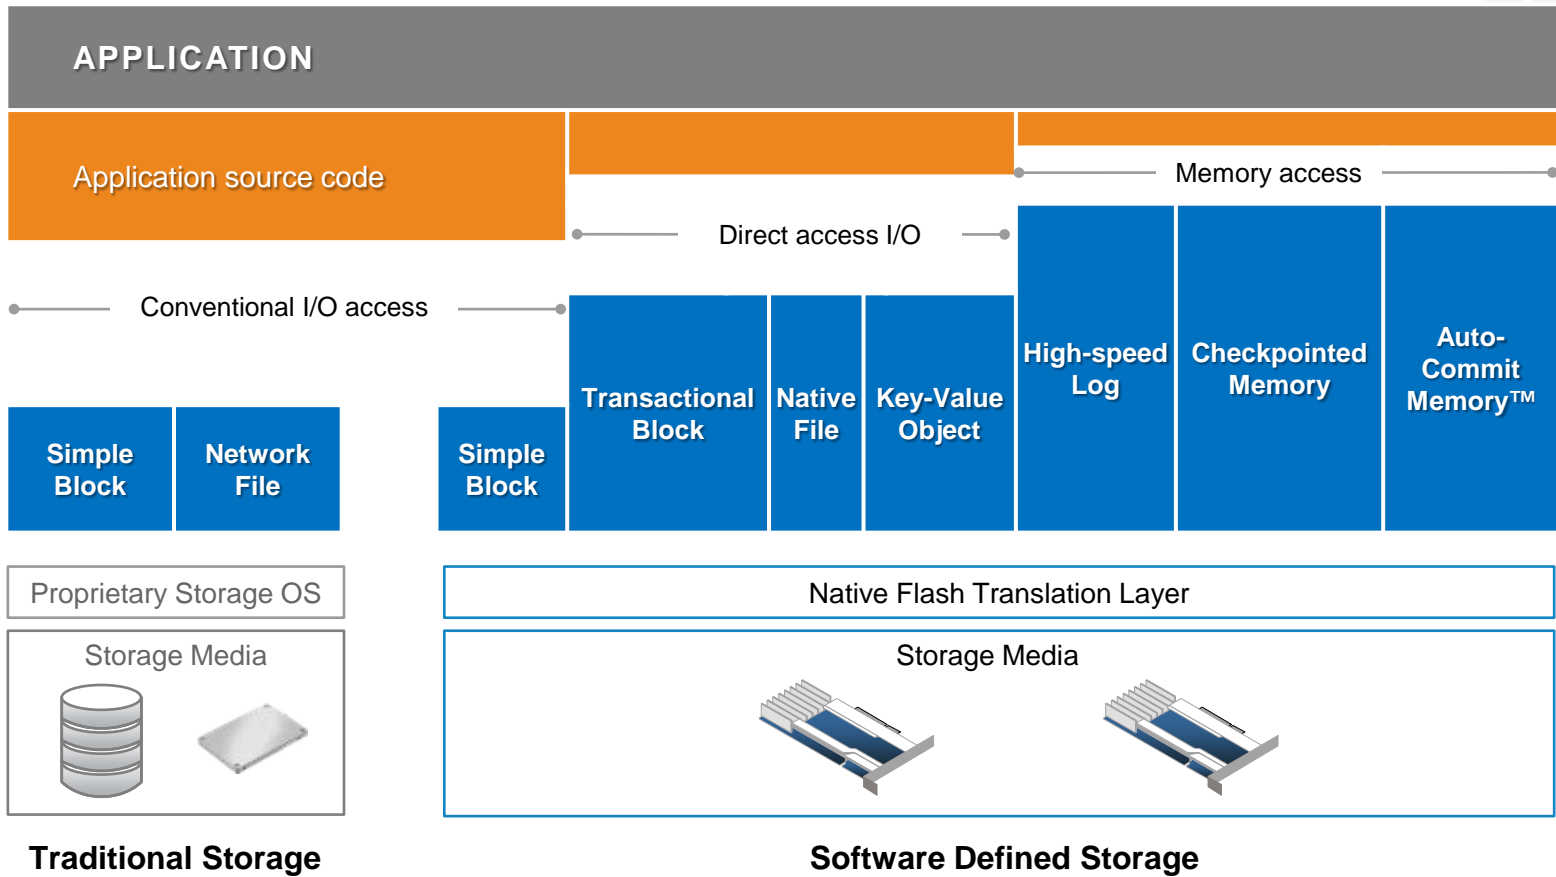 APPLICATION
Application source code
Memory access
Direct access I/O
Conventional I/O access
Simple
Block
Network
File
Simple
Block
Transactional
Block
Native
File
Key-Value
Object
High-speed
Log
Checkpointed
Memory
Auto-
Commit
Memory™
Proprietary Storage OS
Native Flash Translation Layer
Storage Media
Storage Media
Traditional Storage
Software Defined Storage